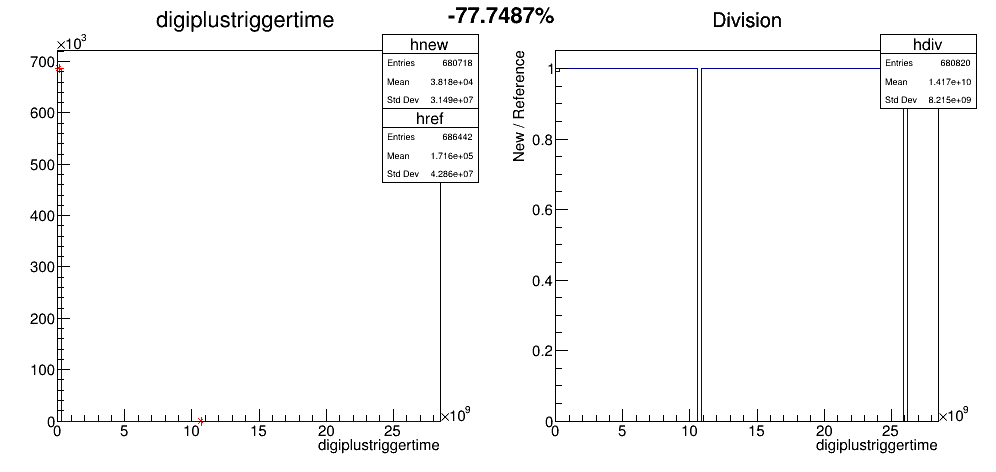 digiplustriggertime
-77.7487%
Division
×10³
hnew
Entries 680718
Mean 3.818e+04
Std Dev 3.149e+07
href
Entries 686442
Mean 1.716e+05
Std Dev 4.286e+07
700
600
500
400
300
200
100
0
0 5 10 15 20 25 ×10⁹
digiplustriggertime
New / Reference
hdiv
Entries 680820
Mean 1.417e+10
Std Dev 8.215e+09
1
0.8
0.6
0.4
0.2
0
0 5 10 15 20 25 ×10⁹
digiplustriggertime